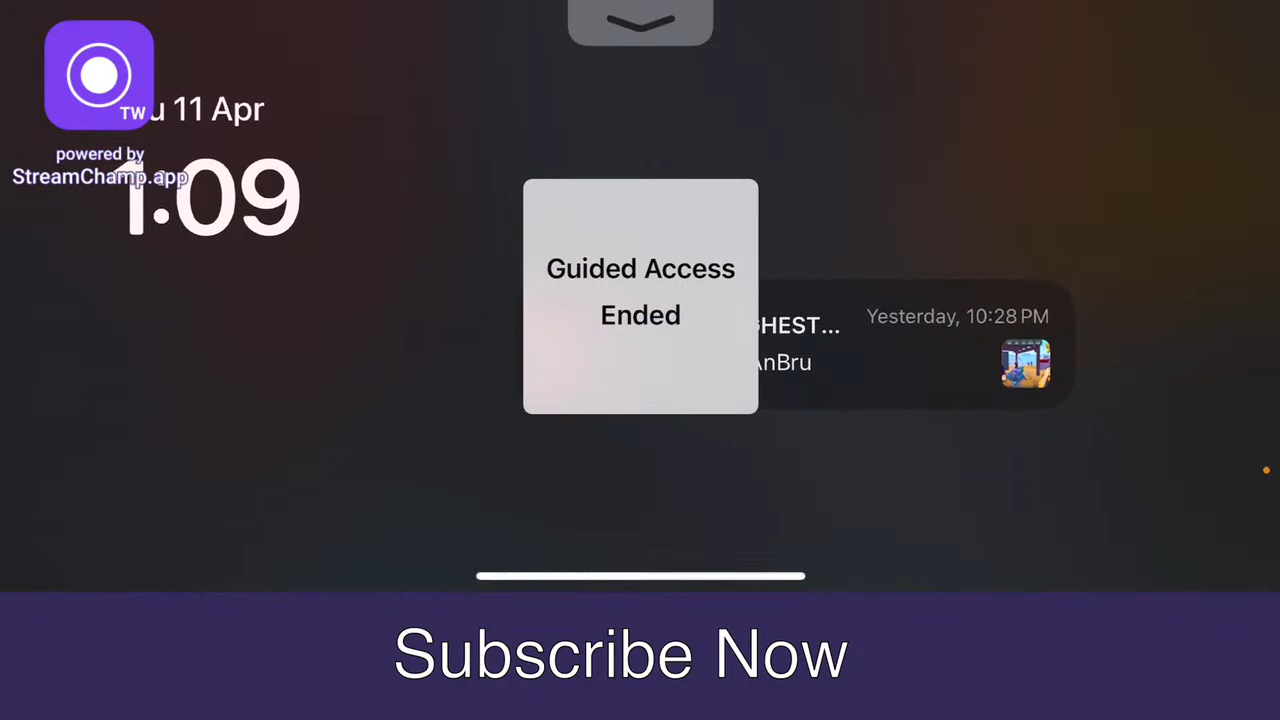 TW
u 11 Apr
powered by
StreamChamp.app
1:09
Guided Access
Ended
GHEST...
Yesterday, 10:28 PM
AnBru
Subscribe Now